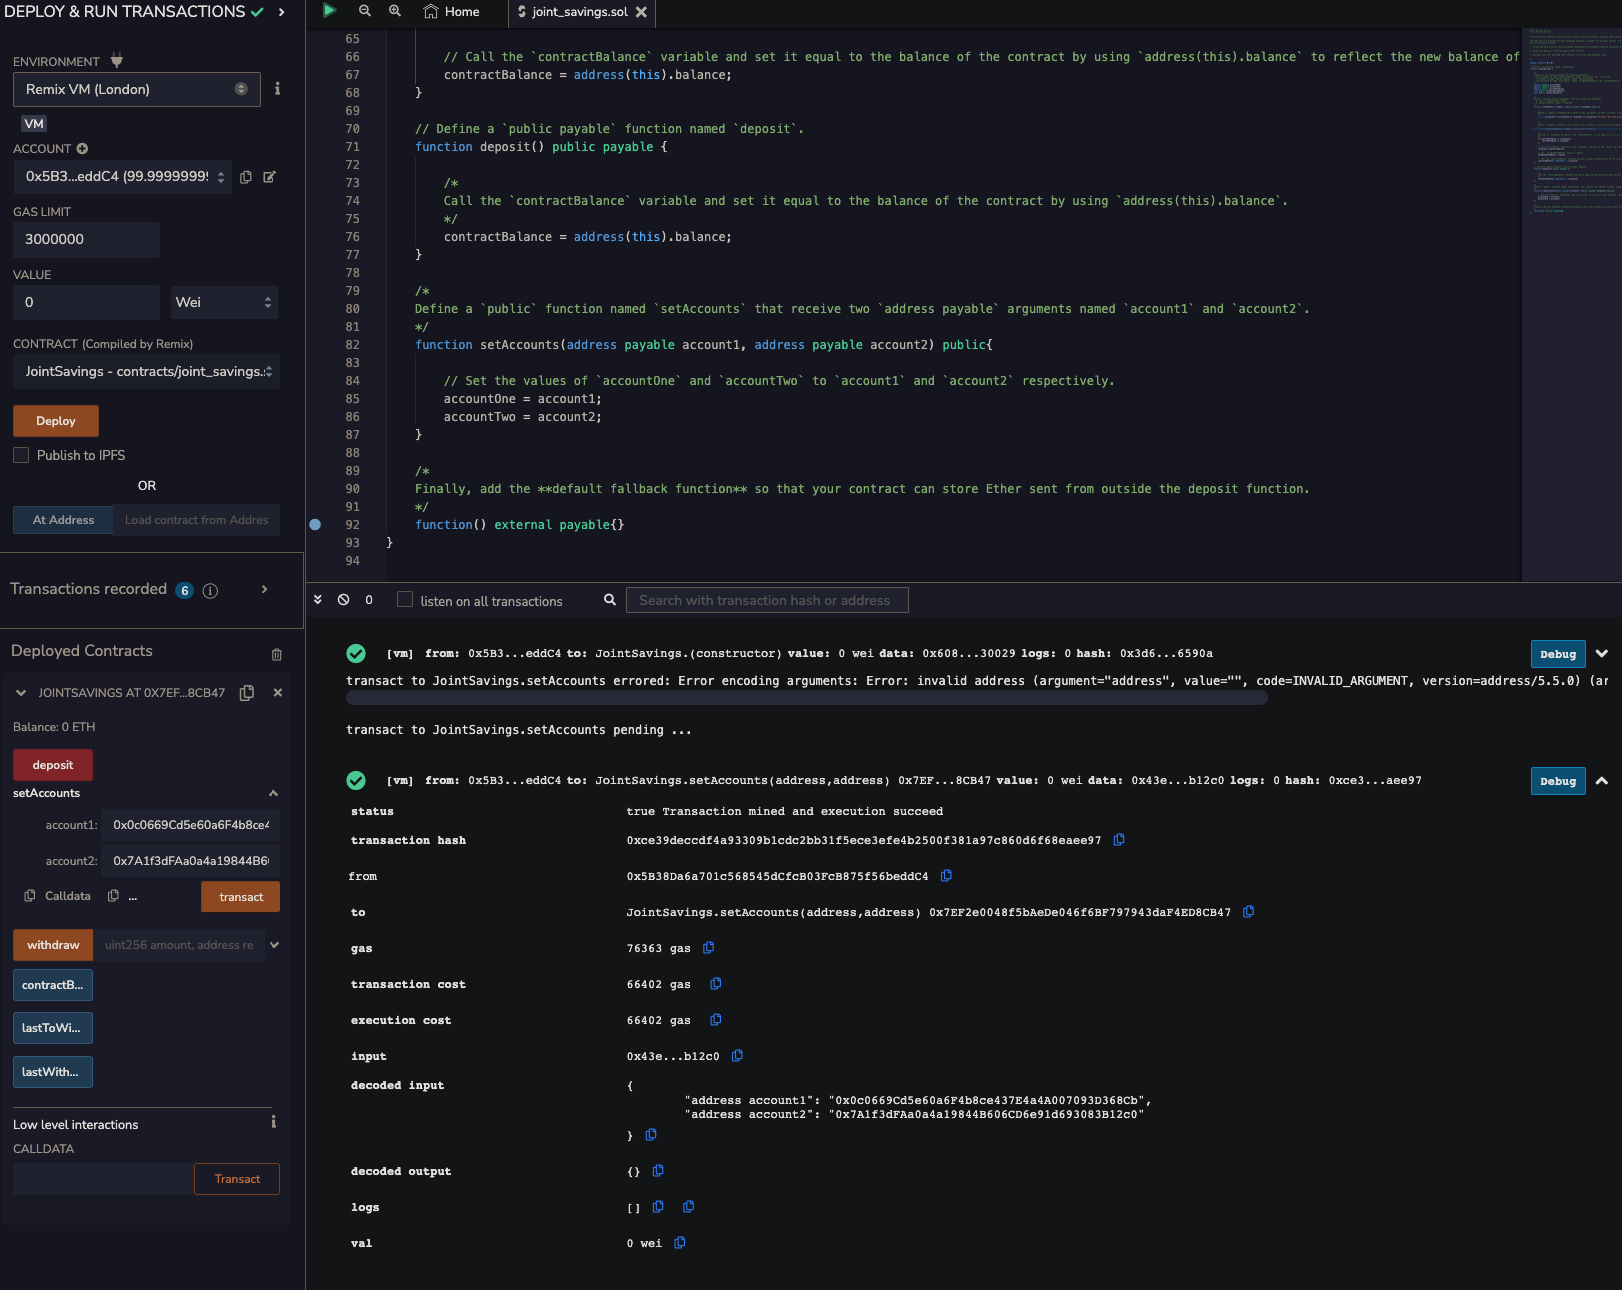 DEPLOY & RUN TRANSACTIONS
ENVIRONMENT
Remix VM (London)
VM
ACCOUNT
0x5B3...eddC4 (99.9999999
GAS LIMIT
3000000
VALUE
0
Wei
CONTRACT (Compiled by Remix)
JointSavings - contracts/joint_savings.
Deploy
Publish to IPFS
OR
At Address
Load contract from Addres
Transactions recorded 6
Deployed Contracts
JOINTSAVINGS AT 0X7EF...8CB47
Balance: 0 ETH
deposit
setAccounts
account1: 0x0c0669Cd5e60a6F4b8ce4
account2: 0x7A1f3dFAa0a4a19844B60
Calldata
...
transact
withdraw
uint256 amount, address re
contractB...
lastToWi...
lastWith...
Low level interactions
CALLDATA
Transact
Home
joint_savings.sol
65
66 // Call the `contractBalance` variable and set it equal to the balance of the contract by using `address(this).balance` to reflect the new balance of
67 contractBalance = address(this).balance;
68 }
69
70 // Define a `public payable` function named `deposit`.
71 function deposit() public payable {
72
73 /*
74 Call the `contractBalance` variable and set it equal to the balance of the contract by using `address(this).balance`.
75 */
76 contractBalance = address(this).balance;
77 }
78
79 /*
80 Define a `public` function named `setAccounts` that receive two `address payable` arguments named `account1` and `account2`.
81 */
82 function setAccounts(address payable account1, address payable account2) public{
83
84 // Set the values of `accountOne` and `accountTwo` to `account1` and `account2` respectively.
85 accountOne = account1;
86 accountTwo = account2;
87 }
88
89 /*
90 Finally, add the **default fallback function** so that your contract can store Ether sent from outside the deposit function.
91 */
92 function() external payable{}
93 }
94
0
listen on all transactions
Search with transaction hash or address
[vm] from: 0x5B3...eddC4 to: JointSavings.(constructor) value: 0 wei data: 0x608...30029 logs: 0 hash: 0x3d6...6590a
Debug
transact to JointSavings.setAccounts errored: Error encoding arguments: Error: invalid address (argument="address", value="", code=INVALID_ARGUMENT, version=address/5.5.0) (ar
transact to JointSavings.setAccounts pending ...
[vm] from: 0x5B3...eddC4 to: JointSavings.setAccounts(address,address) 0x7EF...8CB47 value: 0 wei data: 0x43e...b12c0 logs: 0 hash: 0xce3...aee97
Debug
status true Transaction mined and execution succeed
transaction hash 0xce39deccdf4a93309b1cdc2bb31f5ece3efe4b2500f381a97c860d6f68eaee97
from 0x5B38Da6a701c568545dCfcB03FcB875f56beddC4
to JointSavings.setAccounts(address,address) 0x7EF2e0048f5bAeDe046f6BF797943daF4ED8CB47
gas 76363 gas
transaction cost 66402 gas
execution cost 66402 gas
input 0x43e...b12c0
decoded input {
"address account1": "0x0c0669Cd5e60a6F4b8ce437E4a4A007093D368Cb",
"address account2": "0x7A1f3dFAa0a4a19844B606CD6e91d693083B12c0"
}
decoded output {}
logs []
val 0 wei